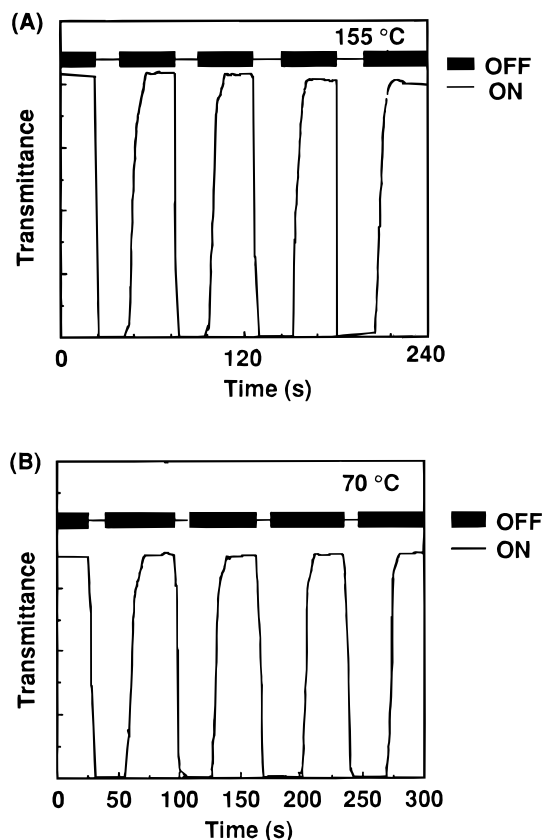 (A)
155 °C
OFF
ON
Transmittance
0 120 240
Time (s)
(B)
70 °C
OFF
ON
Transmittance
0 50 100 150 200 250 300
Time (s)